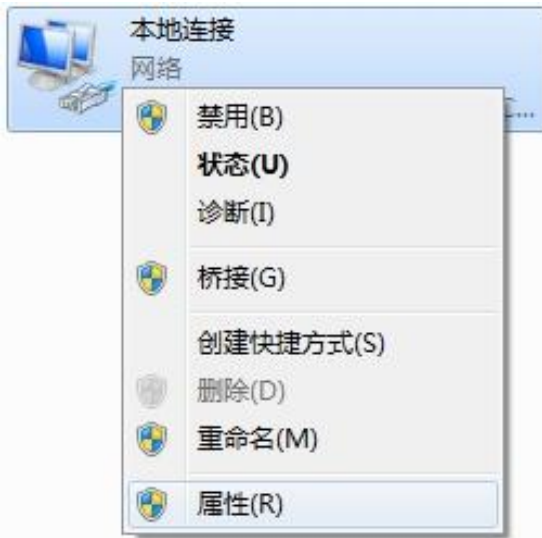 本地连接
网络
禁用(B)
状态(U)
诊断(I)
桥接(G)
创建快捷方式(S)
删除(D)
重命名(M)
属性(R)